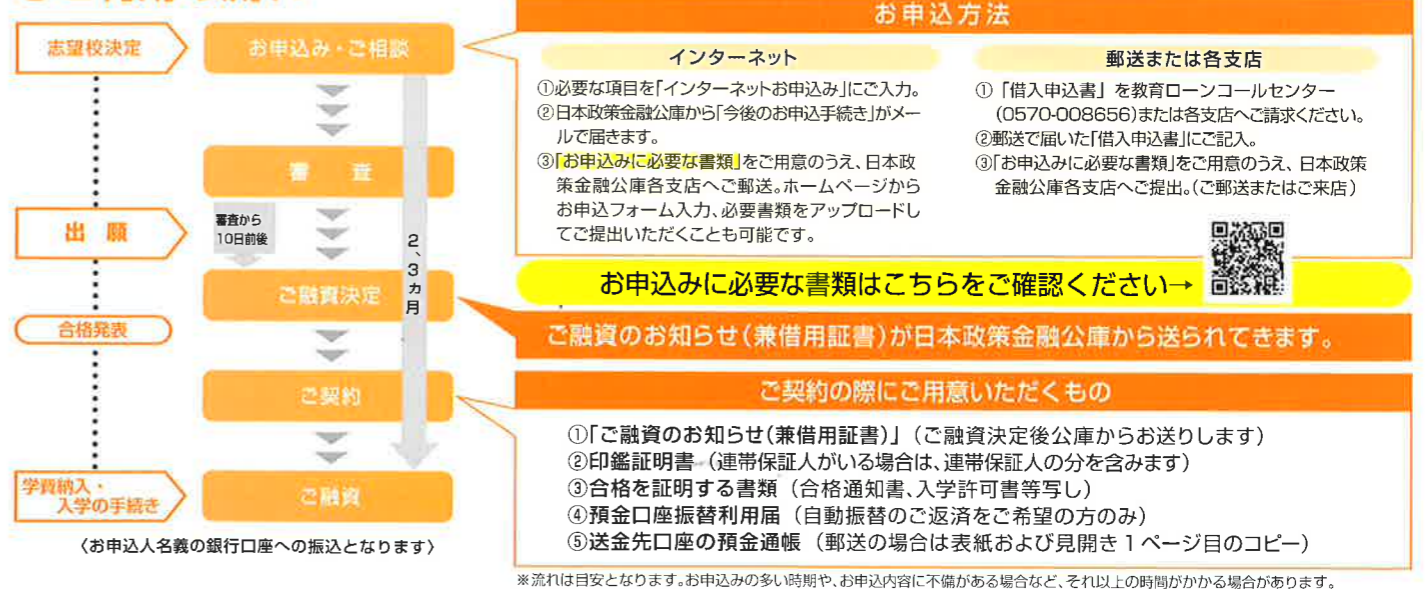 志望校決定
出 願
合格発表
学費納入・
入学の手続き
お申込み・ご相談
審 査
審査から
10日前後
2、3ヵ月
ご融資決定
ご契約
ご融資
〈お申込人名義の銀行口座への振込となります〉
お申込方法
インターネット
①必要な項目を「インターネットお申込み」にご入力。
②日本政策金融公庫から「今後のお申込手続き」がメー
ルで届きます。
③「お申込みに必要な書類」をご用意のうえ、日本政
策金融公庫各支店へご郵送。ホームページから
お申込フォーム入力、必要書類をアップロードし
てご提出いただくことも可能です。
郵送または各支店
①「借入申込書」を教育ローンコールセンター
(0570-008656)または各支店へご請求ください。
②郵送で届いた「借入申込書」にご記入。
③「お申込みに必要な書類」をご用意のうえ、日本政策
金融公庫各支店へご提出。(ご郵送またはご来店)
お申込みに必要な書類はこちらをご確認ください→
ご融資のお知らせ(兼借用証書)が日本政策金融公庫から送られてきます。
ご契約の際にご用意いただくもの
①「ご融資のお知らせ(兼借用証書)」(ご融資決定後公庫からお送りします)
②印鑑証明書 (連帯保証人がいる場合は、連帯保証人の分を含みます)
③合格を証明する書類 (合格通知書、入学許可書等写し)
④預金口座振替利用届 (自動振替のご返済をご希望の方のみ)
⑤送金先口座の預金通帳 (郵送の場合は表紙および見開き1ページ目のコピー)
※流れは目安となります。お申込みの多い時期や、お申込内容に不備がある場合など、それ以上の時間がかかる場合があります。